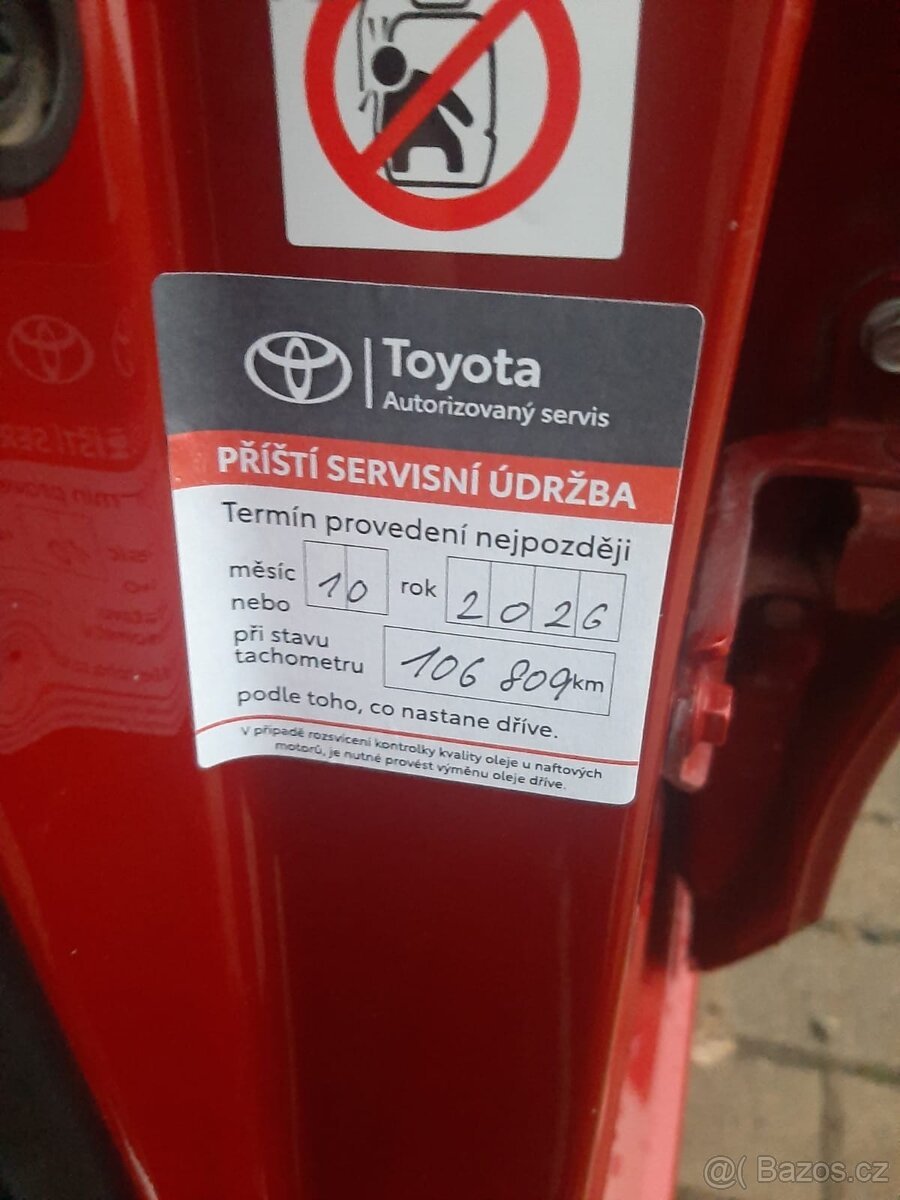 Toyota
Autorizovaný servis
PŘÍŠTÍ SERVISNÍ ÚDRŽBA
Termín provedení nejpozději
měsíc 10 rok 2026
nebo
při stavu
tachometru 106 809 km
podle toho, co nastane dříve.
V případě rozsvícení kontrolky kvality oleje u naftových
motorů, je nutné provést výměnu oleje dříve.
@( Bazos.cz